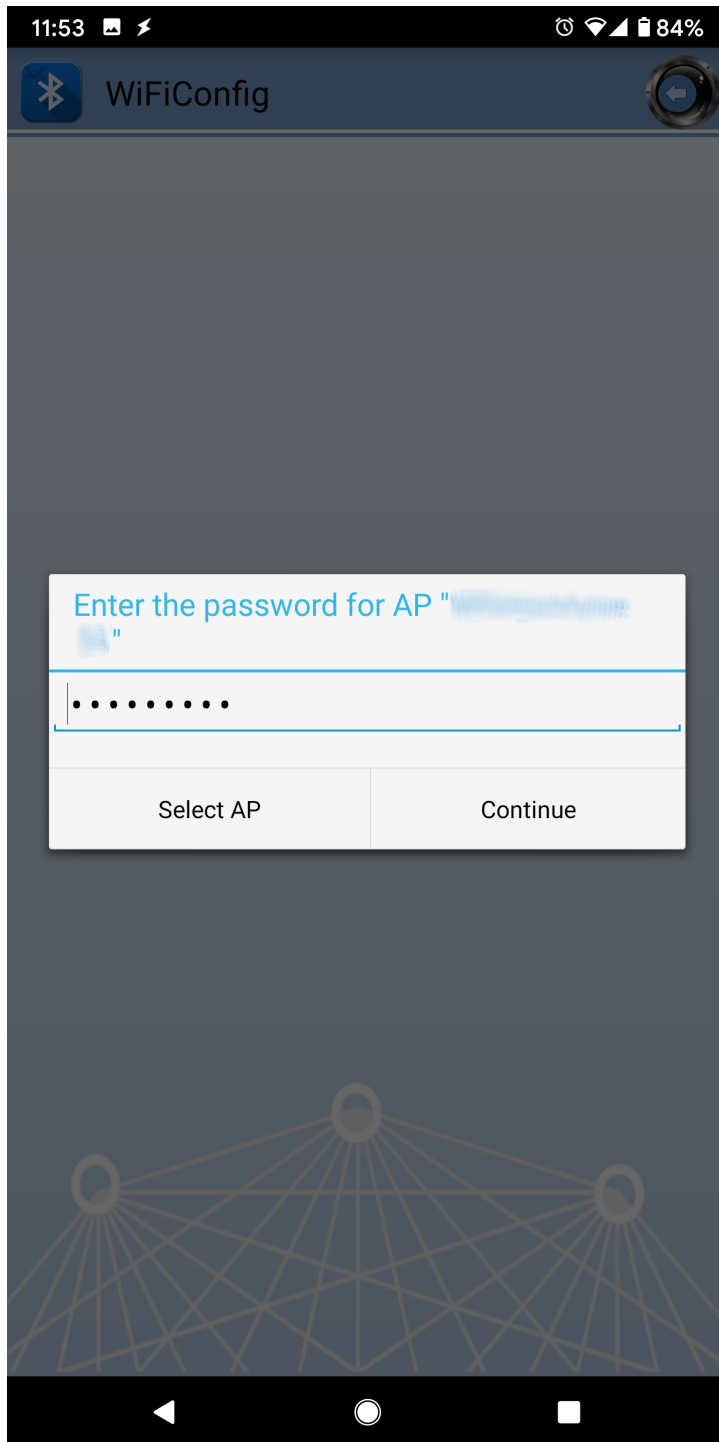 11:53 84%
WiFiConfig
Enter the password for AP "
"
Select AP
Continue